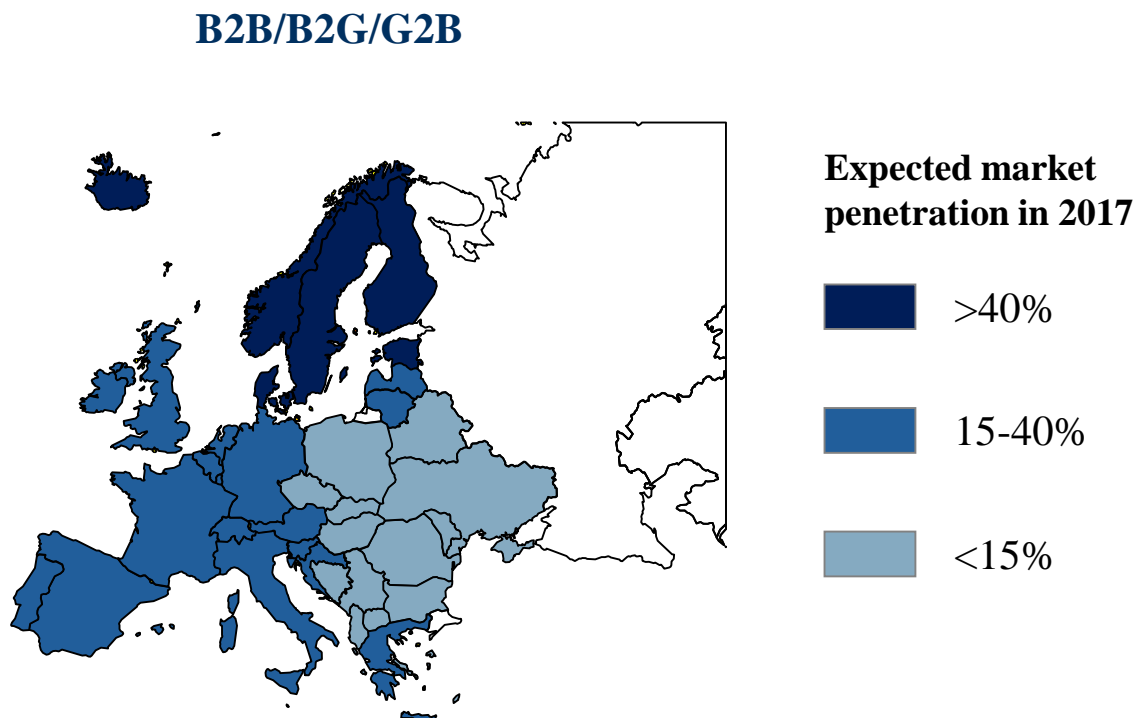 B2B/B2G/G2B
Expected market
penetration in 2017
>40%
15-40%
<15%